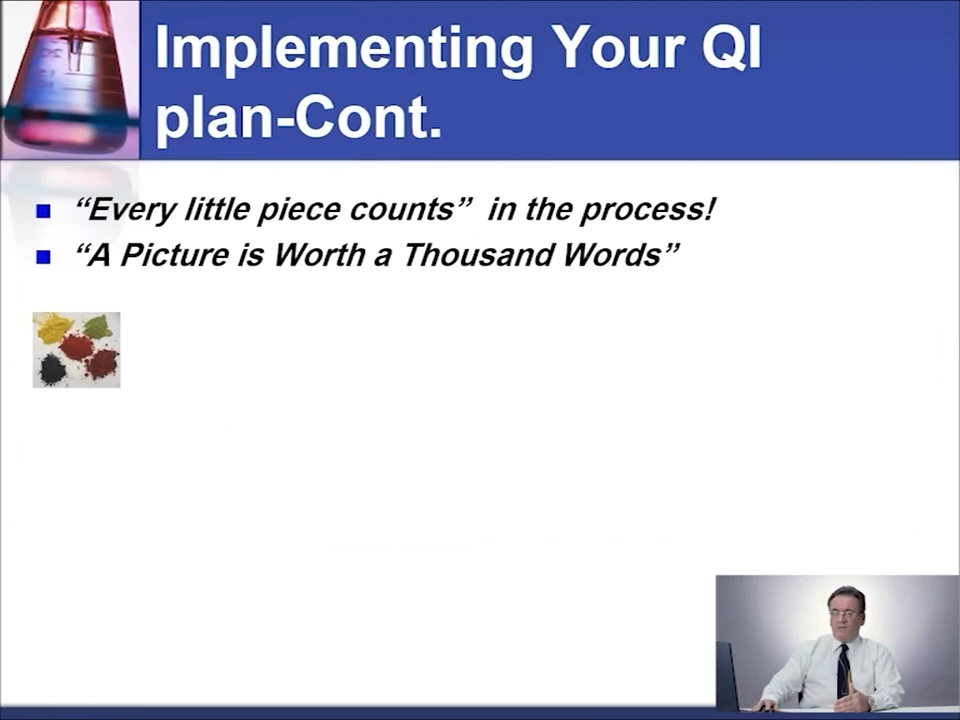 Implementing Your QI
plan-Cont.
“Every little piece counts”  in the process!
“A Picture is Worth a Thousand Words”